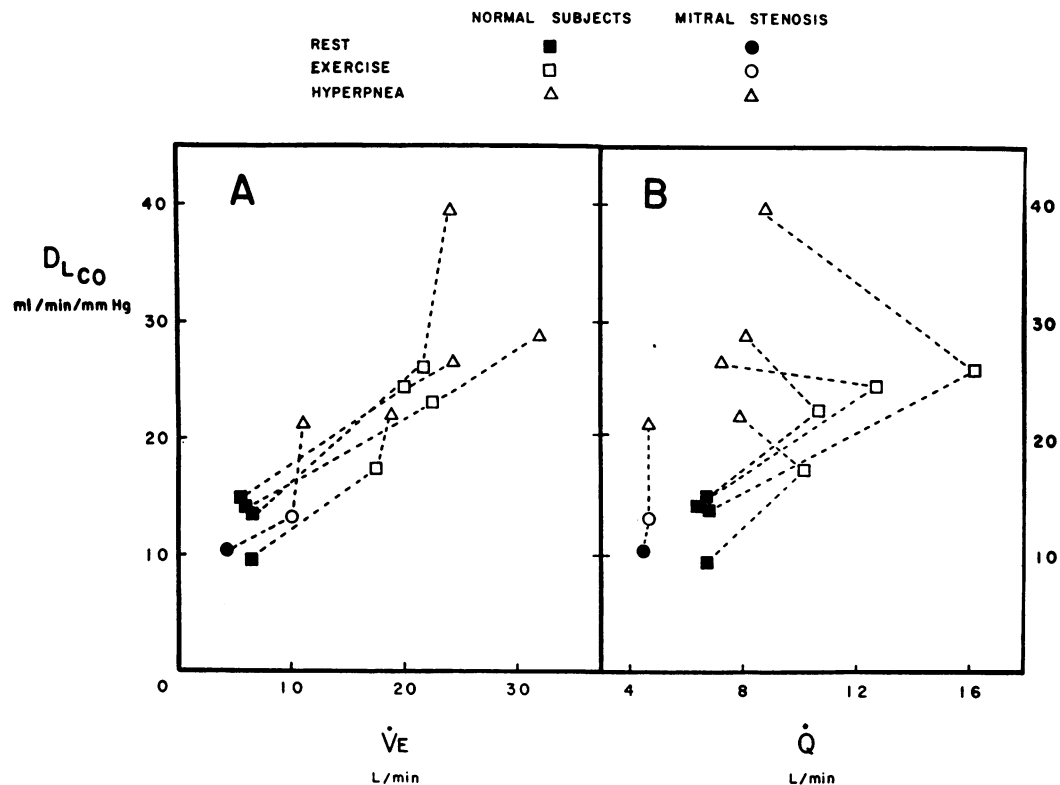 NORMAL SUBJECTS MITRAL STENOSIS
REST
EXERCISE
HYPERPNEA
A
B
40
30
20
10
0
DLCO
ml/min/mm Hg
10 20 30
V̇E
L/min
4 8 12 16
Q̇
L/min
40
30
20
10